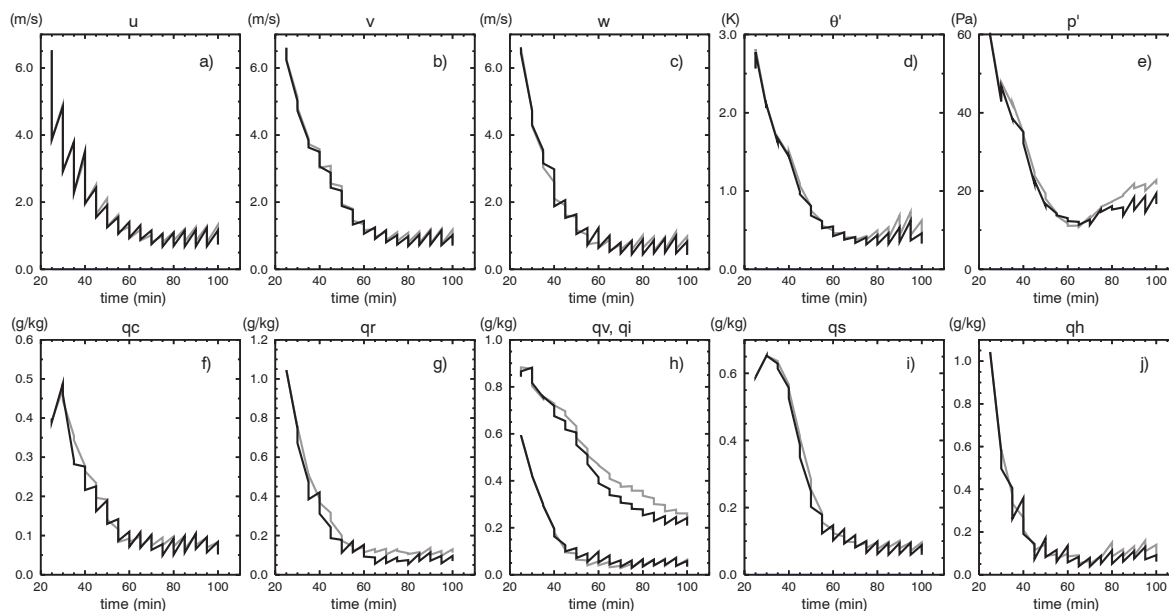 (m/s) u (m/s) v (m/s) w (K) θ' (Pa) p'
6.0 6.0 6.0 3.0 60
a) b) c) d) e)
4.0 4.0 4.0 2.0 40
2.0 2.0 2.0 1.0 20
0.0 0.0 0.0 0.0 0
20 40 60 80 100 20 40 60 80 100 20 40 60 80 100 20 40 60 80 100 20 40 60 80 100
time (min) time (min) time (min) time (min) time (min)
(g/kg) qc (g/kg) qr (g/kg) qv, qi (g/kg) qs (g/kg) qh
f) g) h) i) j)
0.6 1.2 1.0 0.6 1.0
0.5 1.0 0.8 0.4 0.8
0.4 0.8 0.6 0.2 0.6
0.3 0.6 0.4 0.0 0.4
0.2 0.4 0.2 0.2
0.1 0.2 0.0 0.0
0.0 0.0
20 40 60 80 100 20 40 60 80 100 20 40 60 80 100 20 40 60 80 100 20 40 60 80 100
time (min) time (min) time (min) time (min) time (min)